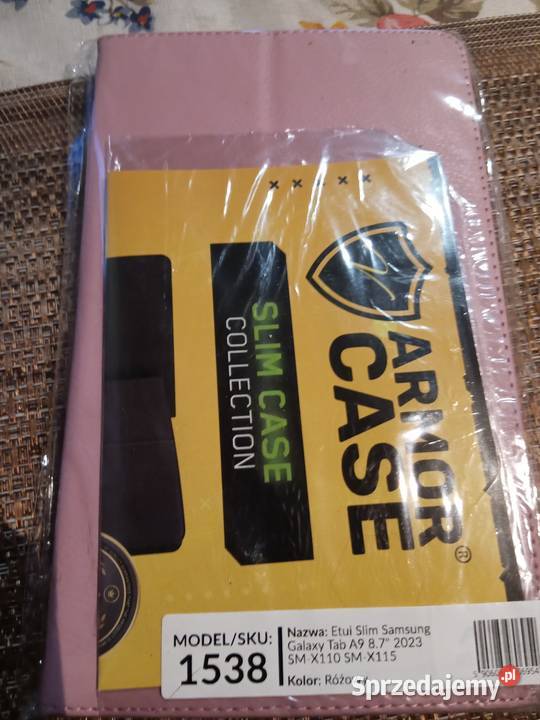 ARMOR
CASE
®
SLIM CASE
COLLECTION
MODEL/SKU:
1538
Nazwa: Etui Slim Samsung
Galaxy Tab A9 8.7" 2023
SM-X110 SM-X115
Kolor:
Sprzedajemy.pl